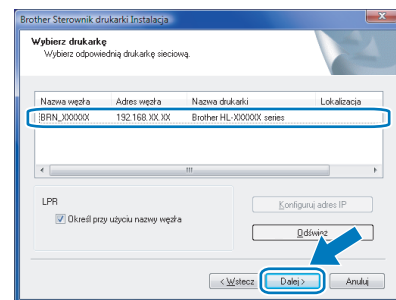 Brother Sterownik drukarki Instalacja
Wybierz drukarkę
Wybierz odpowiednią drukarkę sieciową.
Nazwa węzła Adres węzła Nazwa drukarki Lokalizacja
BRN_XXXXXX 192.168.XX.XX Brother HL-XXXXXX series
LPR
Określ przy użyciu nazwy węzła
Konfiguruj adres IP
Odśwież
< Wstecz Dalej > Anuluj